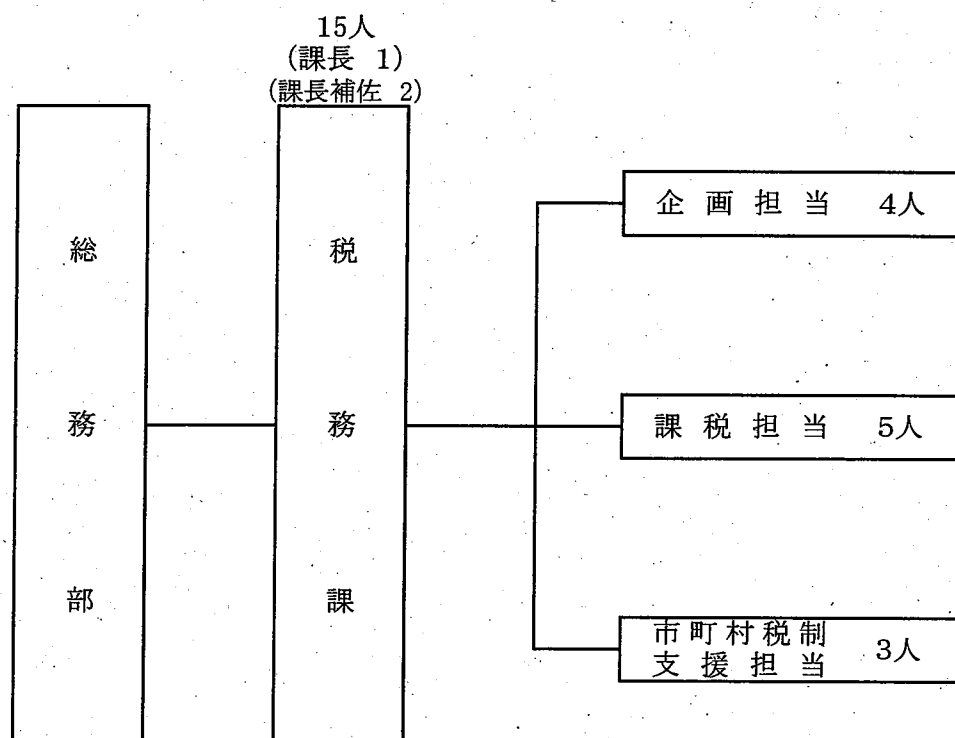 15人
(課長 1)
(課長補佐 2)
総務部
税務課
企画担当 4人
課税担当 5人
市町村税制
支援担当 3人